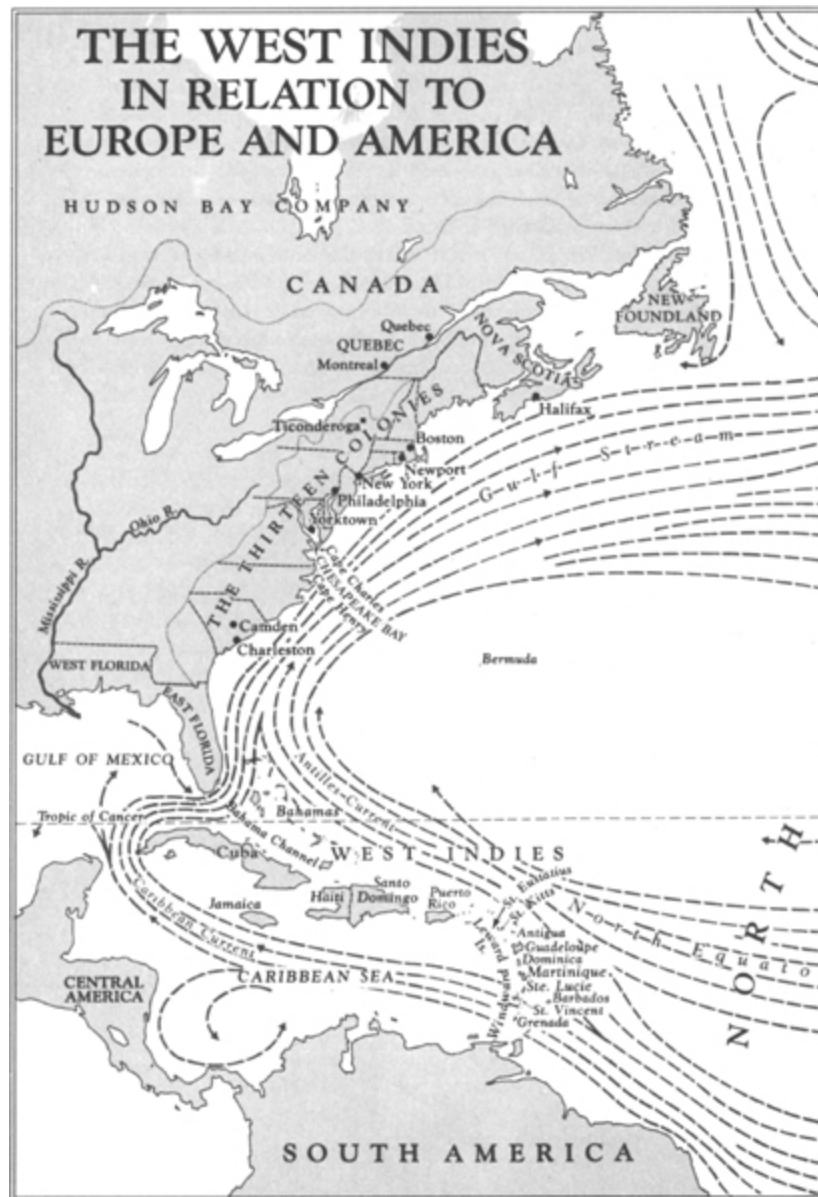 THE WEST INDIES
IN RELATION TO
EUROPE AND AMERICA
HUDSON BAY COMPANY
CANADA
NEW
FOUNDLAND
Quebec
QUEBEC
Montreal
NOVA SCOTIA
Halifax
Ticonderoga
Boston
Newport
New York
Philadelphia
Yorktown
THE THIRTEEN COLONIES
Gulf Stream
Ohio R.
Mississippi R.
Cape Charles
CHESAPEAKE BAY
Cape Henry
Camden
Charleston
WEST FLORIDA
EAST FLORIDA
Bermuda
GULF OF MEXICO
Tropic of Cancer
Antilles Current
Bahamas
Bahama Channel
Cuba
WEST INDIES
Jamaica
Haiti
Santo
Domingo
Puerto
Rico
St. Eustatius
St. Kitts
Leeward
Is.
Antigua
Guadeloupe
Dominica
Martinique
Ste. Lucie
Barbados
St. Vincent
Grenada
Windward
Is.
North Equato
NORTH
Caribbean Current
CARIBBEAN SEA
CENTRAL
AMERICA
SOUTH AMERICA